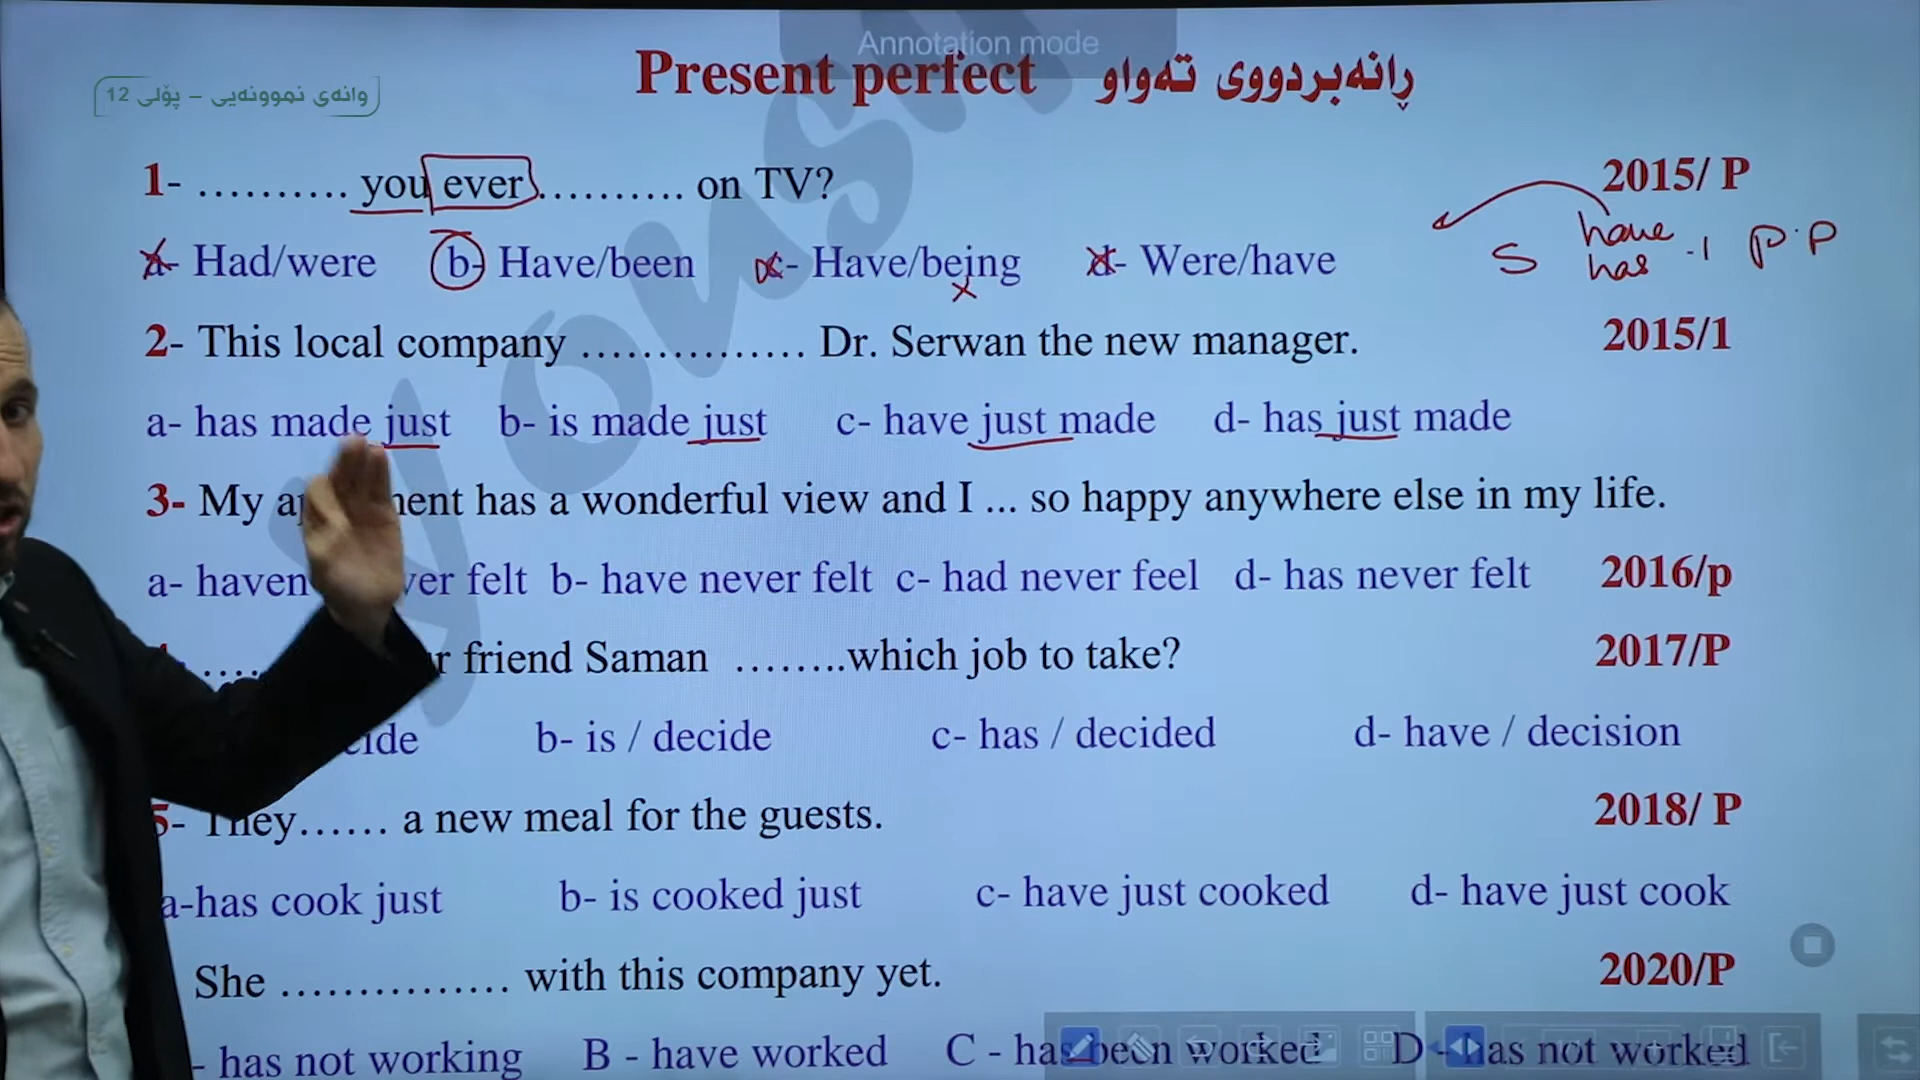 Annotation mode
Present perfect ڕانەبردووی تەواو
وانەی نموونەیی – پۆلی 12
1- .......... you ever .......... on TV? 2015/ P
a- Had/were b- Have/been c- Have/being d- Were/have
S have has + P.P
2- This local company ............... Dr. Serwan the new manager. 2015/1
a- has made just b- is made just c- have just made d- has just made
3- My ap ment has a wonderful view and I ... so happy anywhere else in my life.
a- haven ver felt b- have never felt c- had never feel d- has never felt 2016/p
.... r friend Saman ........which job to take? 2017/P
cide b- is / decide c- has / decided d- have / decision
5- They...... a new meal for the guests. 2018/ P
a-has cook just b- is cooked just c- have just cooked d- have just cook
She ............... with this company yet. 2020/P
- has not working B - have worked C - has been worked D - has not worked
Yousif